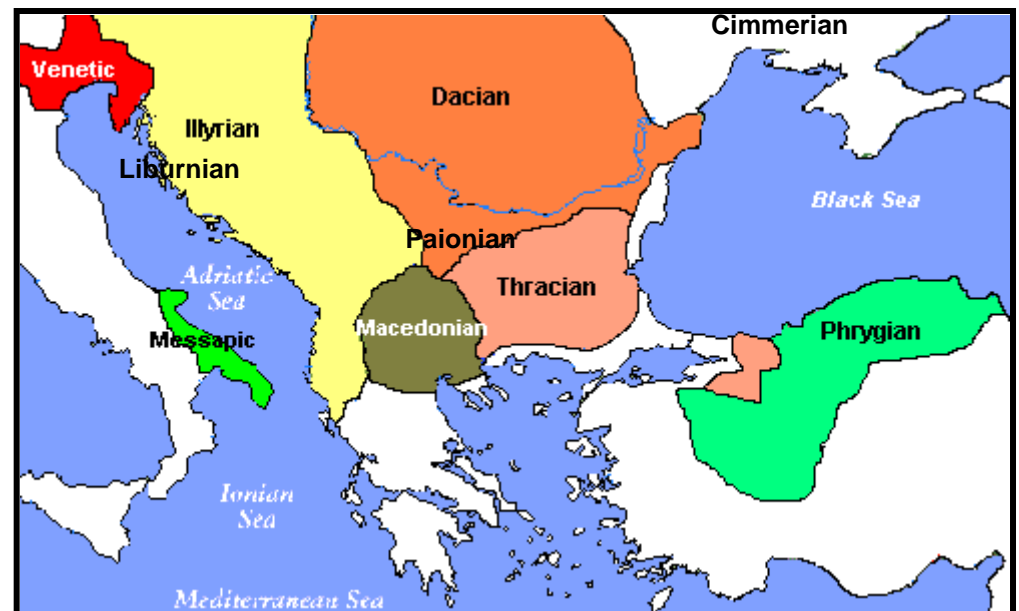 Cimmerian
Venetic
Dacian
Illyrian
Liburnian
Black Sea
Paionian
Adriatic
Sea
Thracian
Macedonian
Messapic
Phrygian
Ionian
Sea
Mediterranean Sea